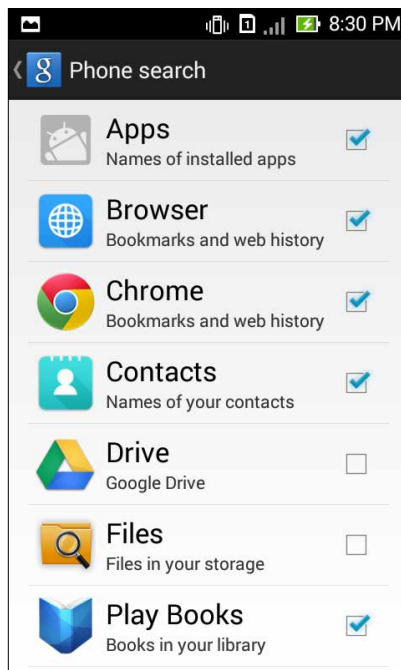 1 8:30 PM
g Phone search
Apps
Names of installed apps
Browser
Bookmarks and web history
Chrome
Bookmarks and web history
Contacts
Names of your contacts
Drive
Google Drive
Files
Files in your storage
Play Books
Books in your library